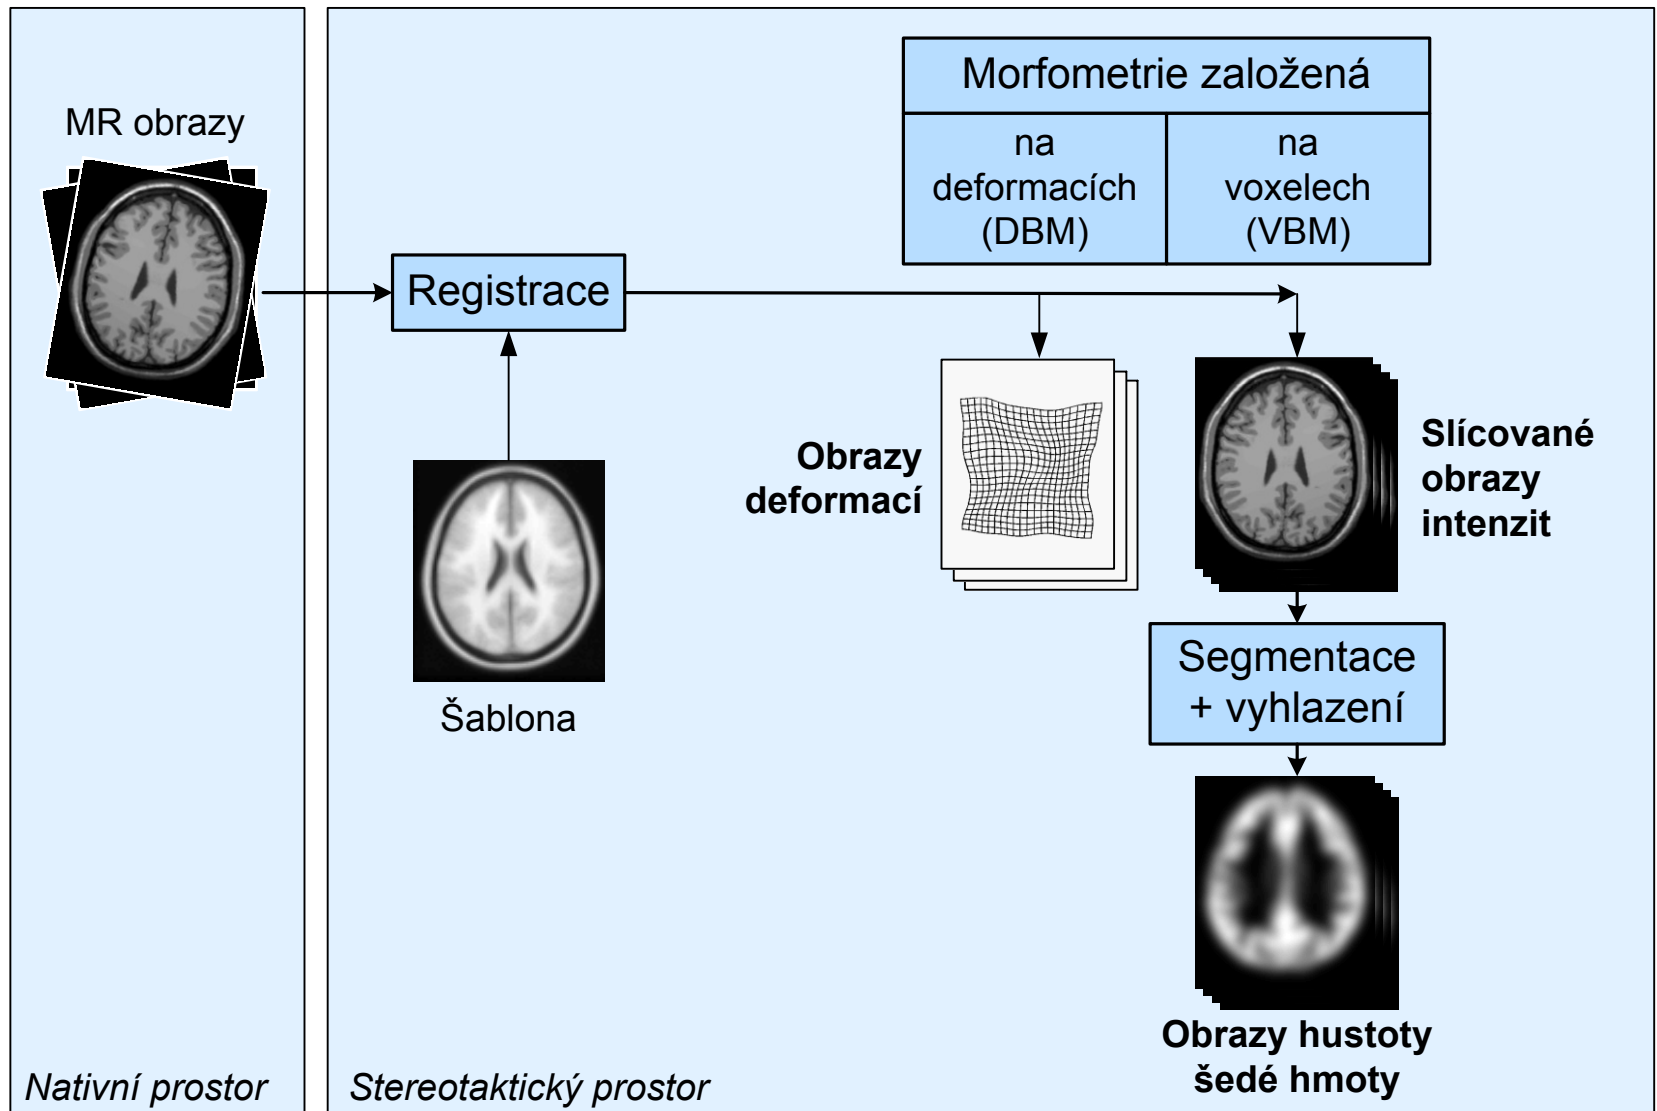 MR obrazy
Morfometrie založená
na
deformacích
(DBM)
na
voxelech
(VBM)
Registrace
Obrazy
deformací
Slícované
obrazy
intenzit
Šablona
Segmentace
+ vyhlazení
Obrazy hustoty
šedé hmoty
Nativní prostor
Stereotaktický prostor